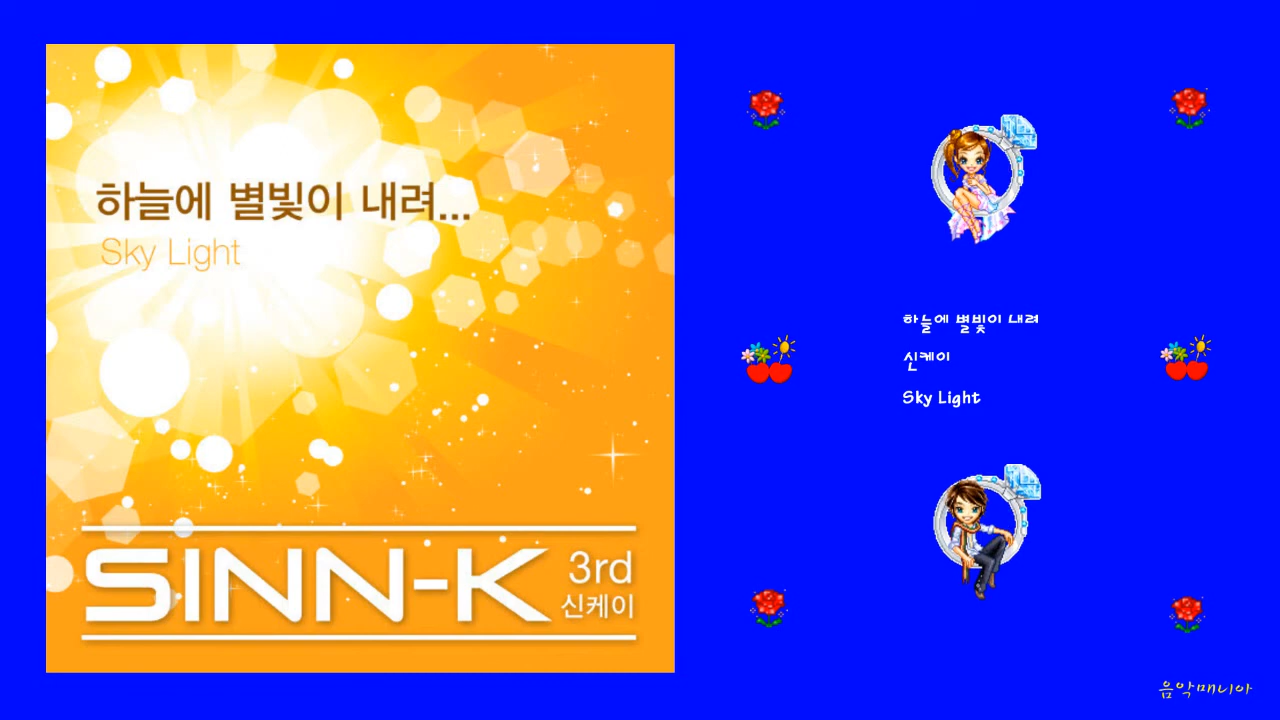 하늘에 별빛이 내려...
Sky Light
SINN-K 3rd
신케이
하늘에 별빛이 내려
신케이
Sky Light
음악매니아